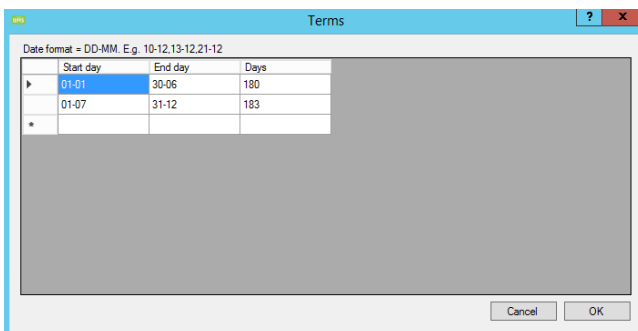 Terms
? x
Date format = DD-MM. E.g. 10-12,13-12,21-12
Start day End day Days
01-01 30-06 180
01-07 31-12 183
*
Cancel OK